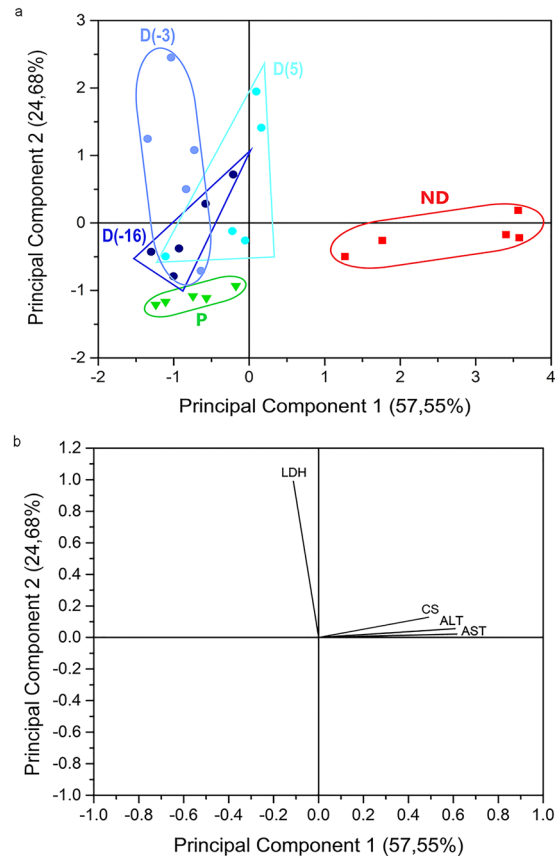 a
Principal Component 2 (24,68%)
3
2
1
0
-1
-2
D(-3)
D(5)
ND
D(-16)
P
-2
-1
0
1
2
3
4
Principal Component 1 (57,55%)
b
Principal Component 2 (24,68%)
1.2
1.0
0.8
0.6
0.4
0.2
0.0
-0.2
-0.4
-0.6
-0.8
-1.0
LDH
CS
ALT
AST
-1.0
-0.8
-0.6
-0.4
-0.2
0.0
0.2
0.4
0.6
0.8
1.0
Principal Component 1 (57,55%)